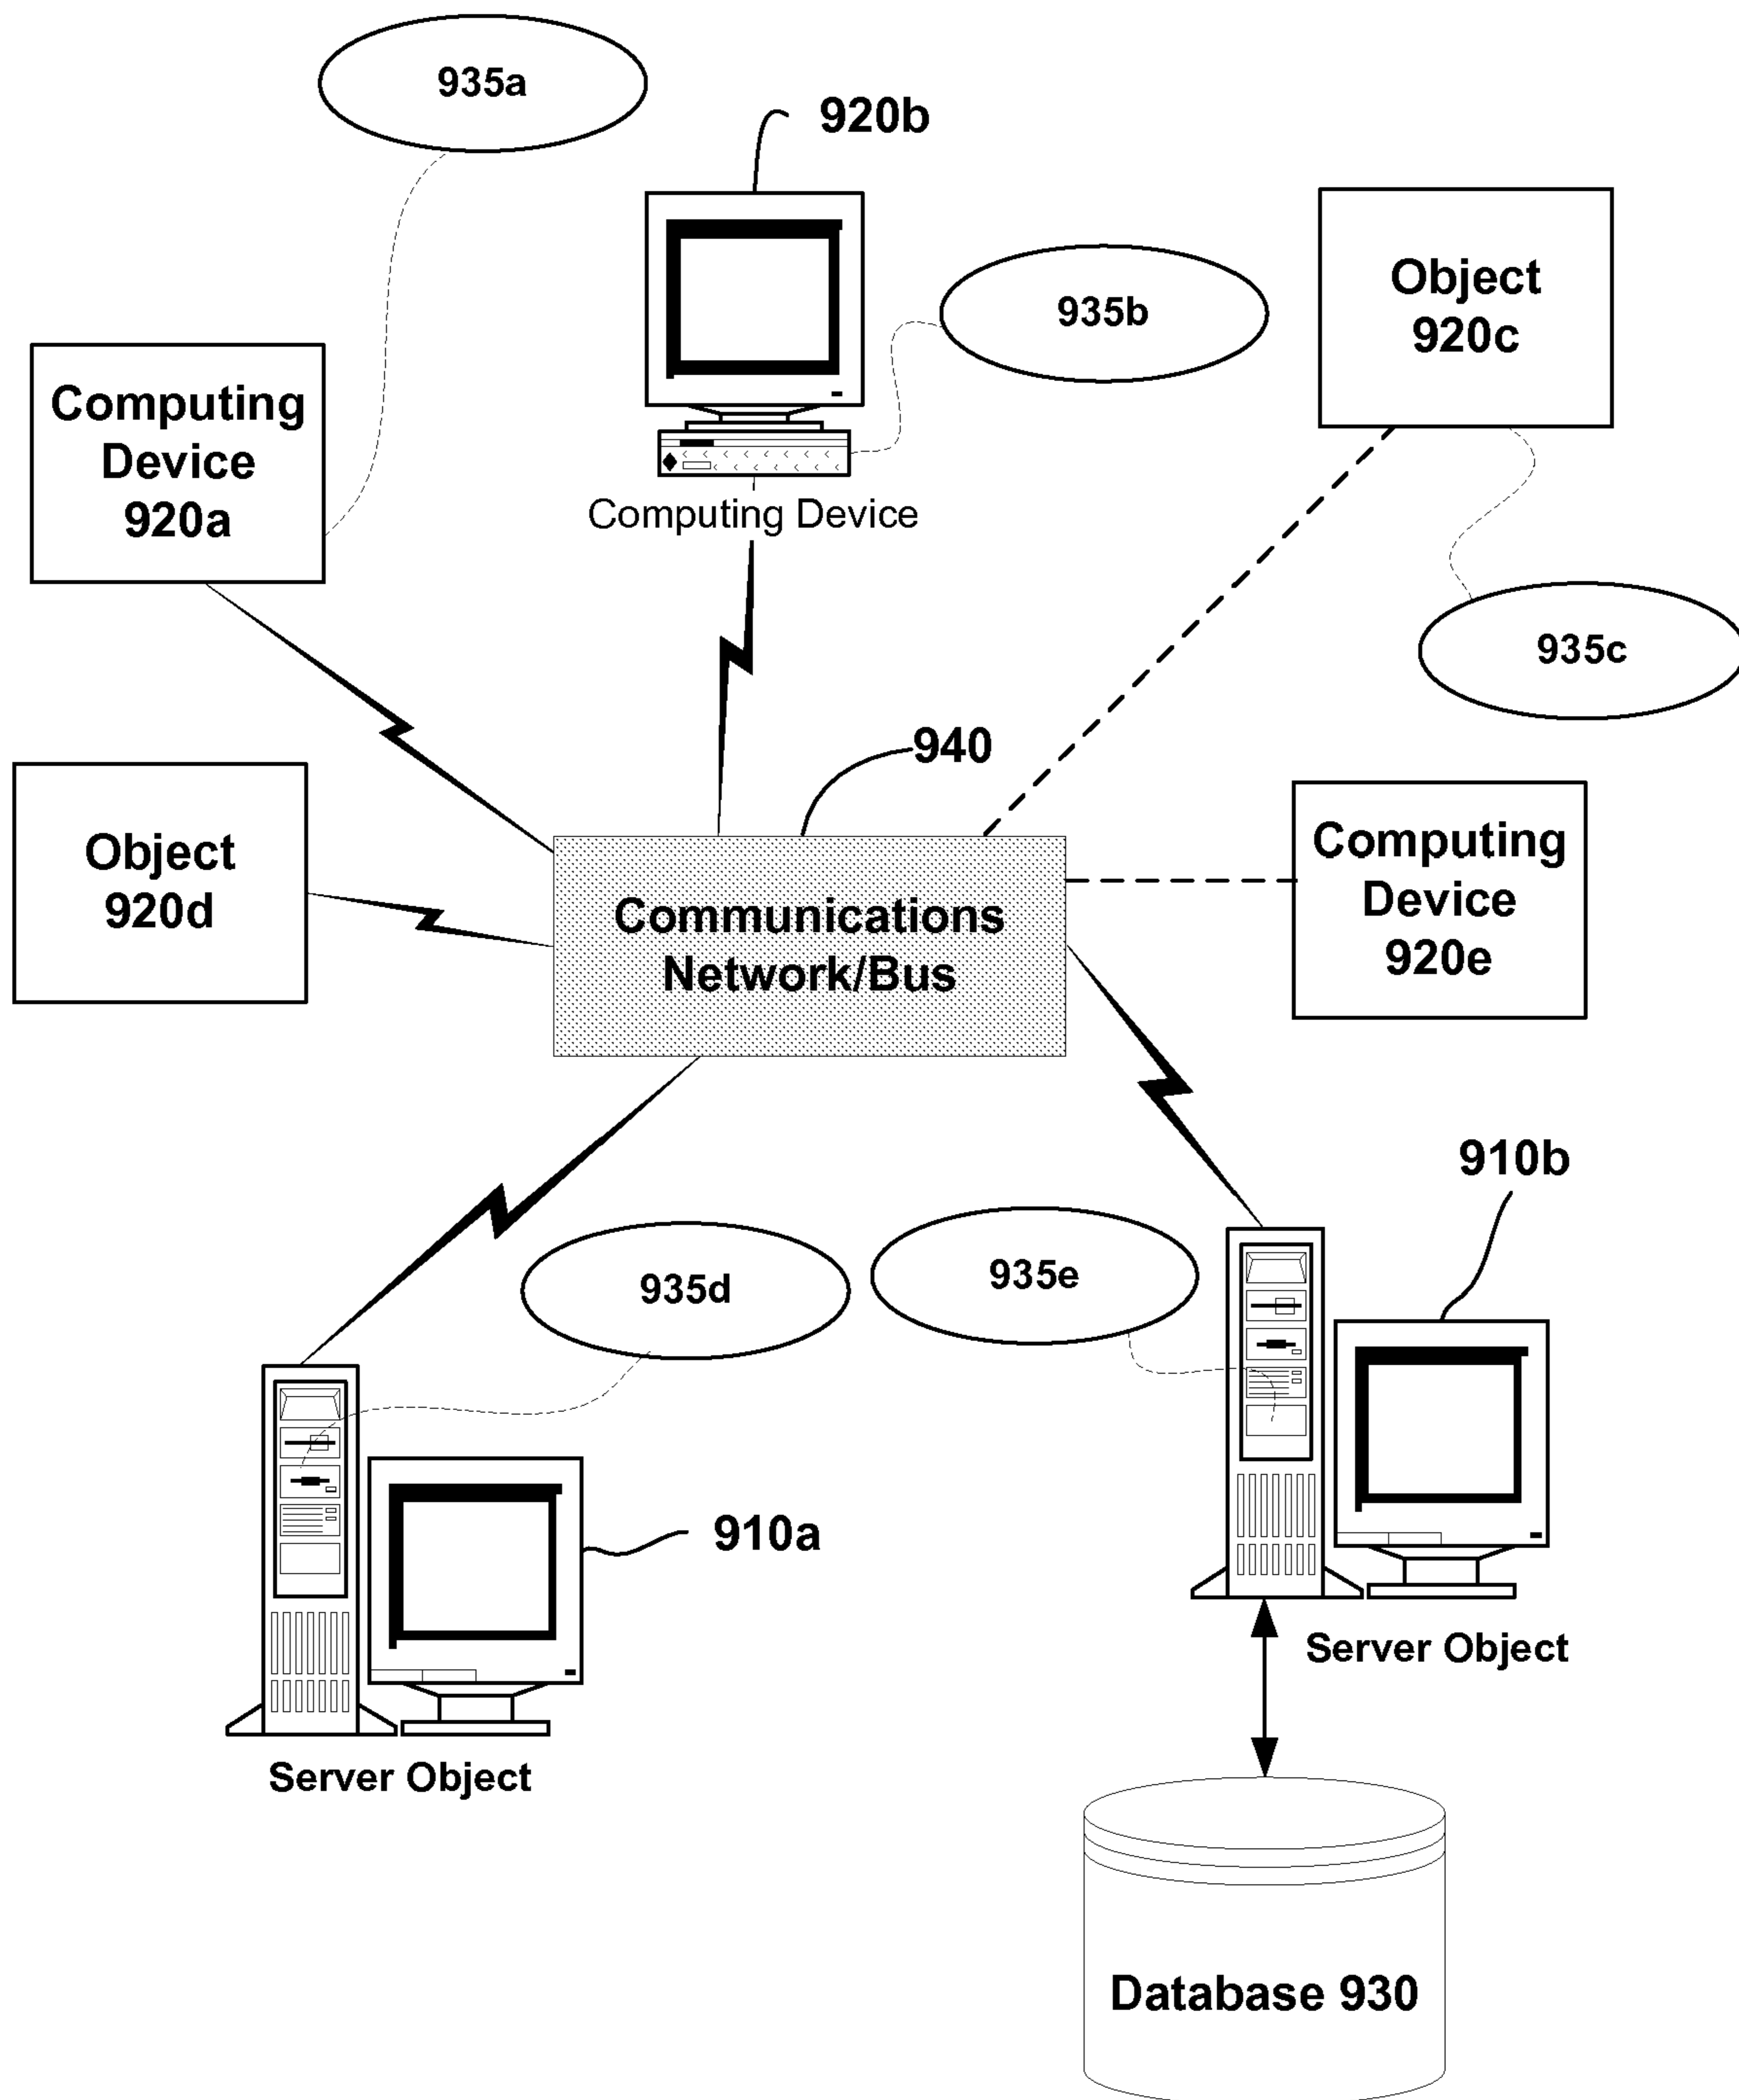 935a
920b
935b
Object
920c
Computing
Device
920a
Computing Device
935c
940
Object
920d
Computing
Device
920e
Communications
Network/Bus
910b
935d
935e
910a
Server Object
Server Object
Database 930